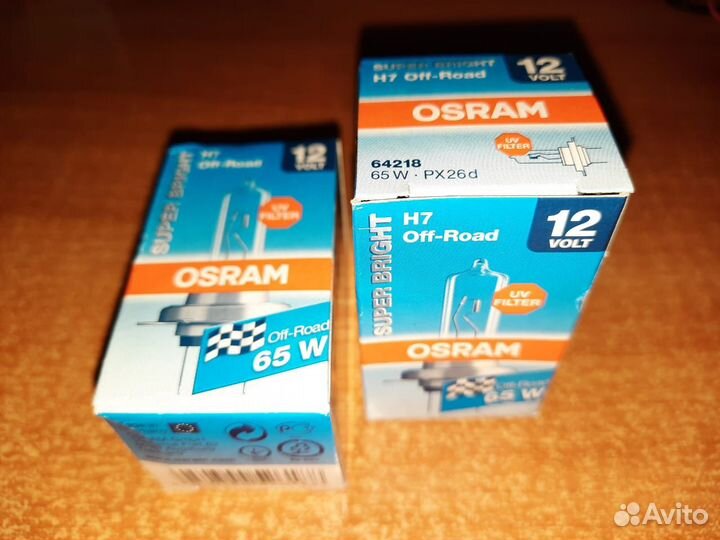 H7
Off-Road
12
VOLT
SUPER BRIGHT
UV
FILTER
OSRAM
Off-Road
65 W
SUPER BRIGHT
H7 Off-Road
12
VOLT
OSRAM
UV
FILTER
64218
65 W · PX26d
H7
Off-Road
12
VOLT
SUPER BRIGHT
UV
FILTER
OSRAM
Off-Road
65 W
Avito